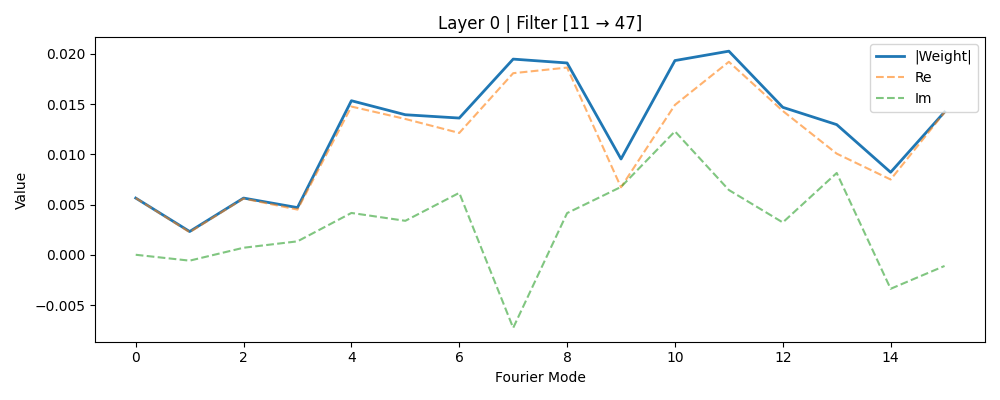 Layer 0 | Filter [11 → 47]
|Weight|
Re
Im
Value
0.020
0.015
0.010
0.005
0.000
−0.005
0 2 4 6 8 10 12 14
Fourier Mode